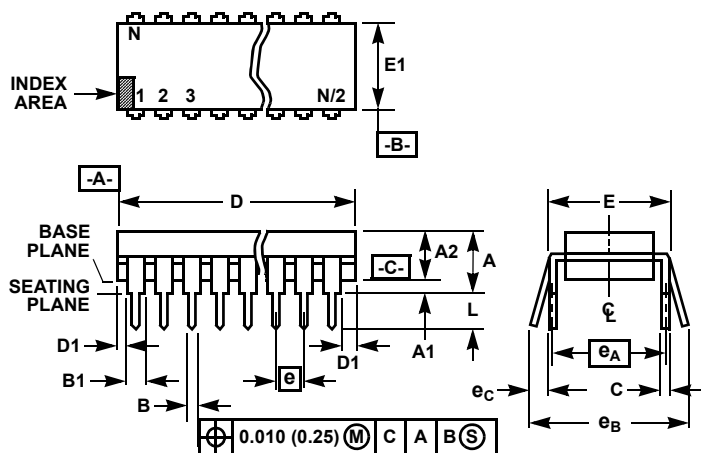 N
E1
INDEX
AREA
1 2 3 N/2
-B-
-A-
D
E
BASE
PLANE
A2
A
-C-
SEATING
PLANE
L
C L
D1
A1
D1
B1
e
eA
eC
C
B
eB
0.010 (0.25) M C A B S